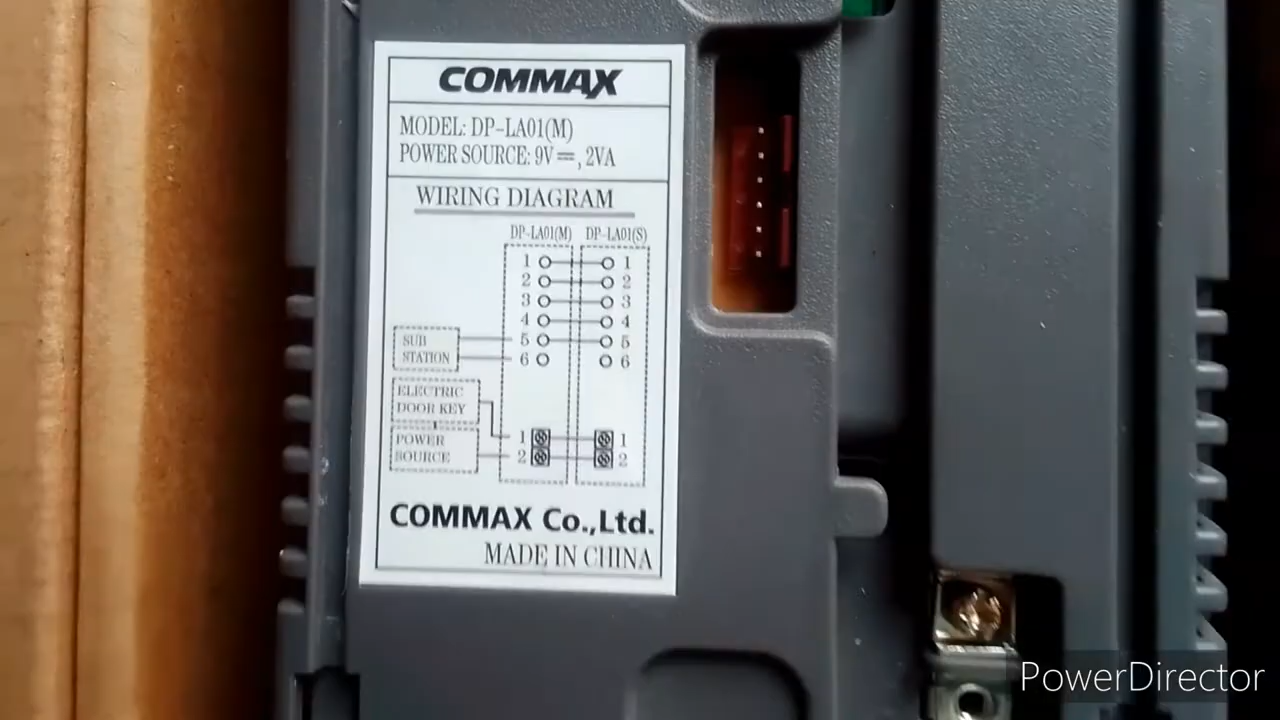 COMMAX
MODEL: DP-LA01(M)
POWER SOURCE: 9V⎓, 2VA
WIRING DIAGRAM
DP-LA01(M) DP-LA01(S)
1 1
2 2
3 3
4 4
5 5
6 6
SUB
STATION
ELECTRIC
DOOR KEY
POWER
SOURCE
1 1
2 2
COMMAX Co.,Ltd.
MADE IN CHINA
PowerDirector